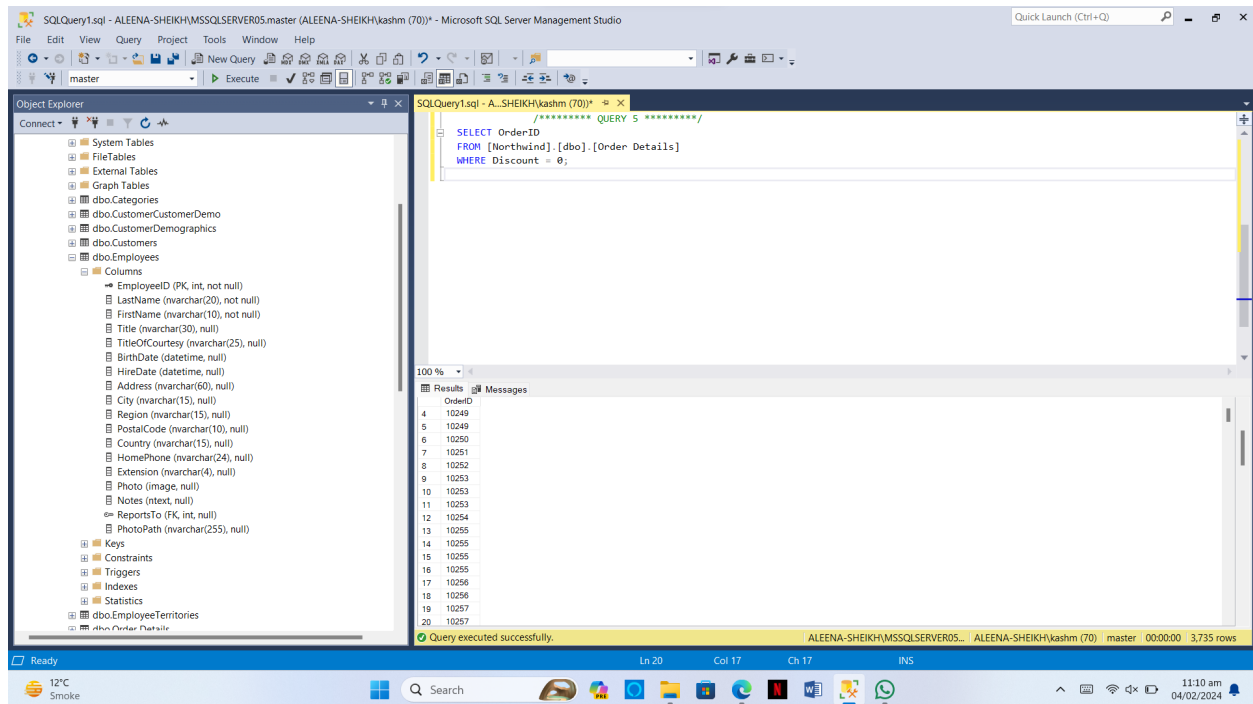 SQLQuery1.sql - ALEENA-SHEIKH\MSSQLSERVER05.master (ALEENA-SHEIKH\kashm (70))* - Microsoft SQL Server Management Studio
Quick Launch (Ctrl+Q)
File Edit View Query Project Tools Window Help
New Query
master
Execute
Object Explorer
Connect
System Tables
FileTables
External Tables
Graph Tables
dbo.Categories
dbo.CustomerCustomerDemo
dbo.CustomerDemographics
dbo.Customers
dbo.Employees
Columns
EmployeeID (PK, int, not null)
LastName (nvarchar(20), not null)
FirstName (nvarchar(10), not null)
Title (nvarchar(30), null)
TitleOfCourtesy (nvarchar(25), null)
BirthDate (datetime, null)
HireDate (datetime, null)
Address (nvarchar(60), null)
City (nvarchar(15), null)
Region (nvarchar(15), null)
PostalCode (nvarchar(10), null)
Country (nvarchar(15), null)
HomePhone (nvarchar(24), null)
Extension (nvarchar(4), null)
Photo (image, null)
Notes (ntext, null)
ReportsTo (FK, int, null)
PhotoPath (nvarchar(255), null)
Keys
Constraints
Triggers
Indexes
Statistics
dbo.EmployeeTerritories
dbo.Order Details
SQLQuery1.sql - A...SHEIKH\kashm (70))*
/********* QUERY 5 *********/
SELECT OrderID
FROM [Northwind].[dbo].[Order Details]
WHERE Discount = 0;
100 %
Results Messages
OrderID
4 10249
5 10249
6 10250
7 10251
8 10252
9 10253
10 10253
11 10253
12 10254
13 10255
14 10255
15 10255
16 10255
17 10256
18 10256
19 10257
20 10257
Query executed successfully.
ALEENA-SHEIKH\MSSQLSERVER05... ALEENA-SHEIKH\kashm (70) master 00:00:00 3,735 rows
Ready
Ln 20 Col 17 Ch 17 INS
12°C
Smoke
Search
11:10 am
04/02/2024